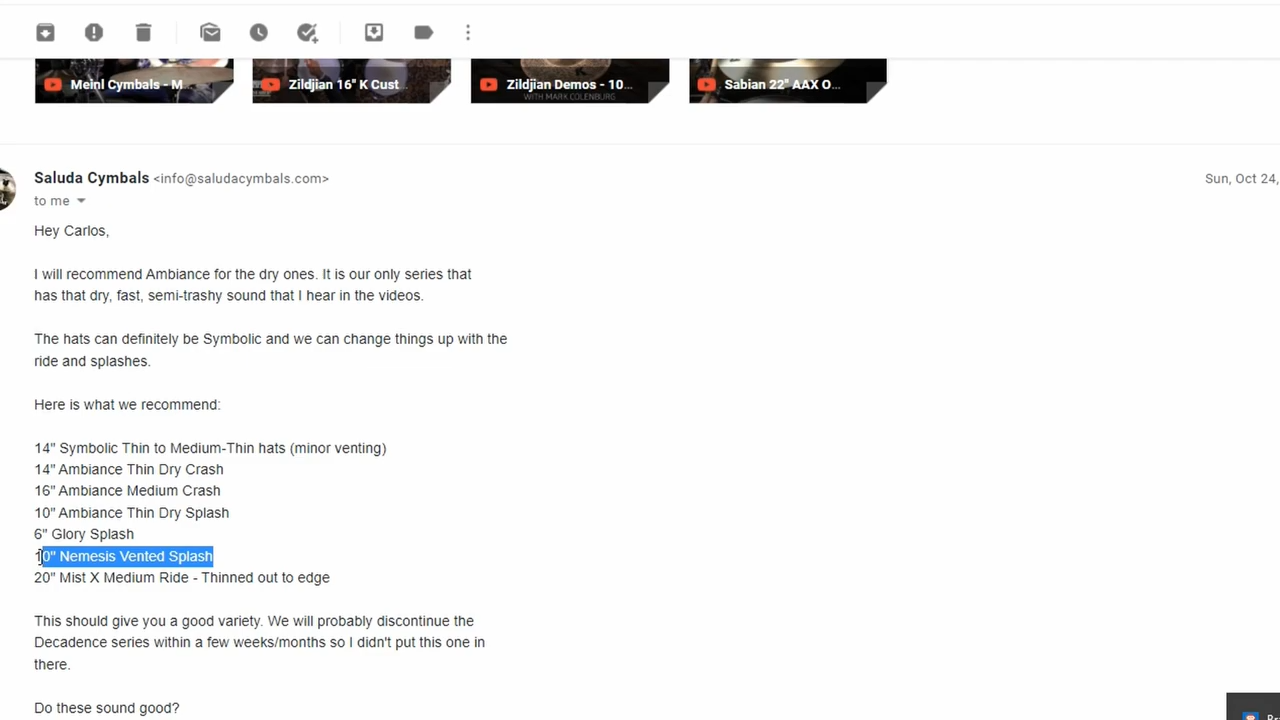 Meinl Cymbals - M...
Zildjian 16" K Cust
Zildjian Demos - 10...
Sabian 22" AAX O...
WITH MARK COLENBURG
Saluda Cymbals <info@saludacymbals.com>
Sun, Oct 24,
to me
Hey Carlos,
I will recommend Ambiance for the dry ones. It is our only series that
has that dry, fast, semi-trashy sound that I hear in the videos.
The hats can definitely be Symbolic and we can change things up with the
ride and splashes.
Here is what we recommend:
14" Symbolic Thin to Medium-Thin hats (minor venting)
14" Ambiance Thin Dry Crash
16" Ambiance Medium Crash
10" Ambiance Thin Dry Splash
6" Glory Splash
10" Nemesis Vented Splash
20" Mist X Medium Ride - Thinned out to edge
This should give you a good variety. We will probably discontinue the
Decadence series within a few weeks/months so I didn't put this one in
there.
Do these sound good?